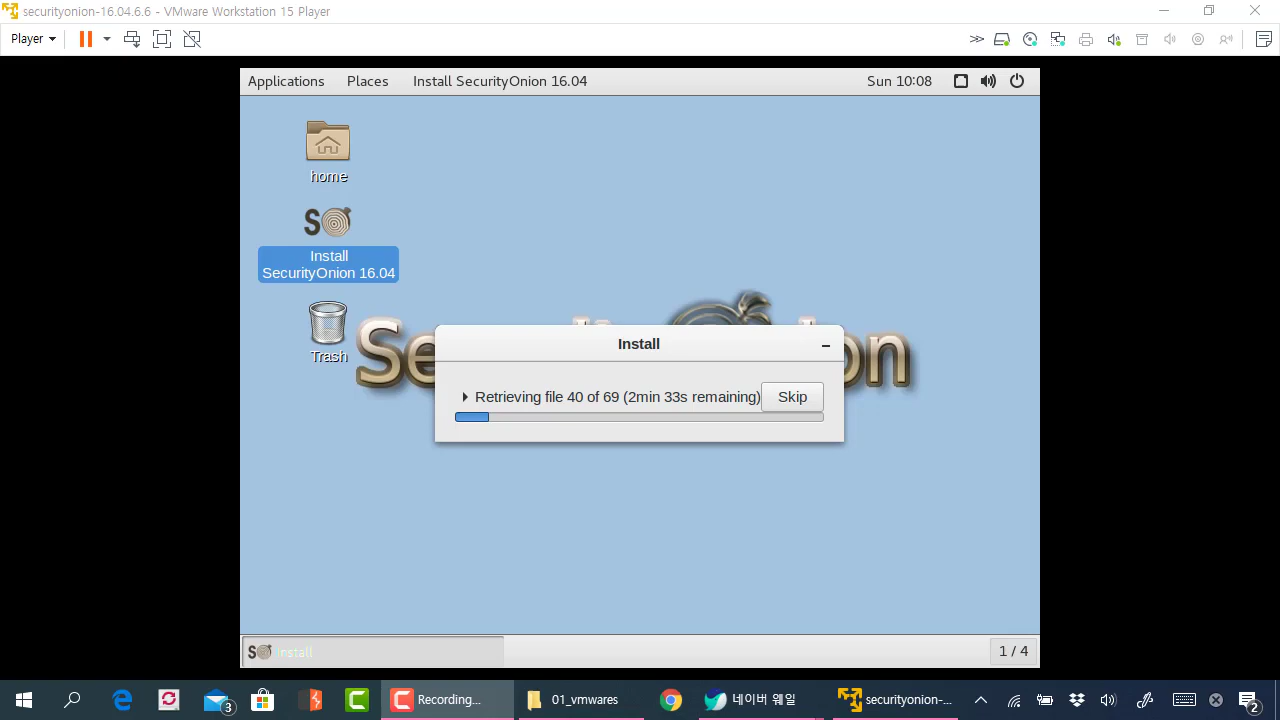 securityonion-16.04.6.6 - VMware Workstation 15 Player
Player
Applications Places Install SecurityOnion 16.04 Sun 10:08
home
SO
Install
SecurityOnion 16.04
Trash
Install
Retrieving file 40 of 69 (2min 33s remaining)
Skip
Install
1 / 4
3
Recording...
01_vmwares
네이버 웨일
securityonion-...
2